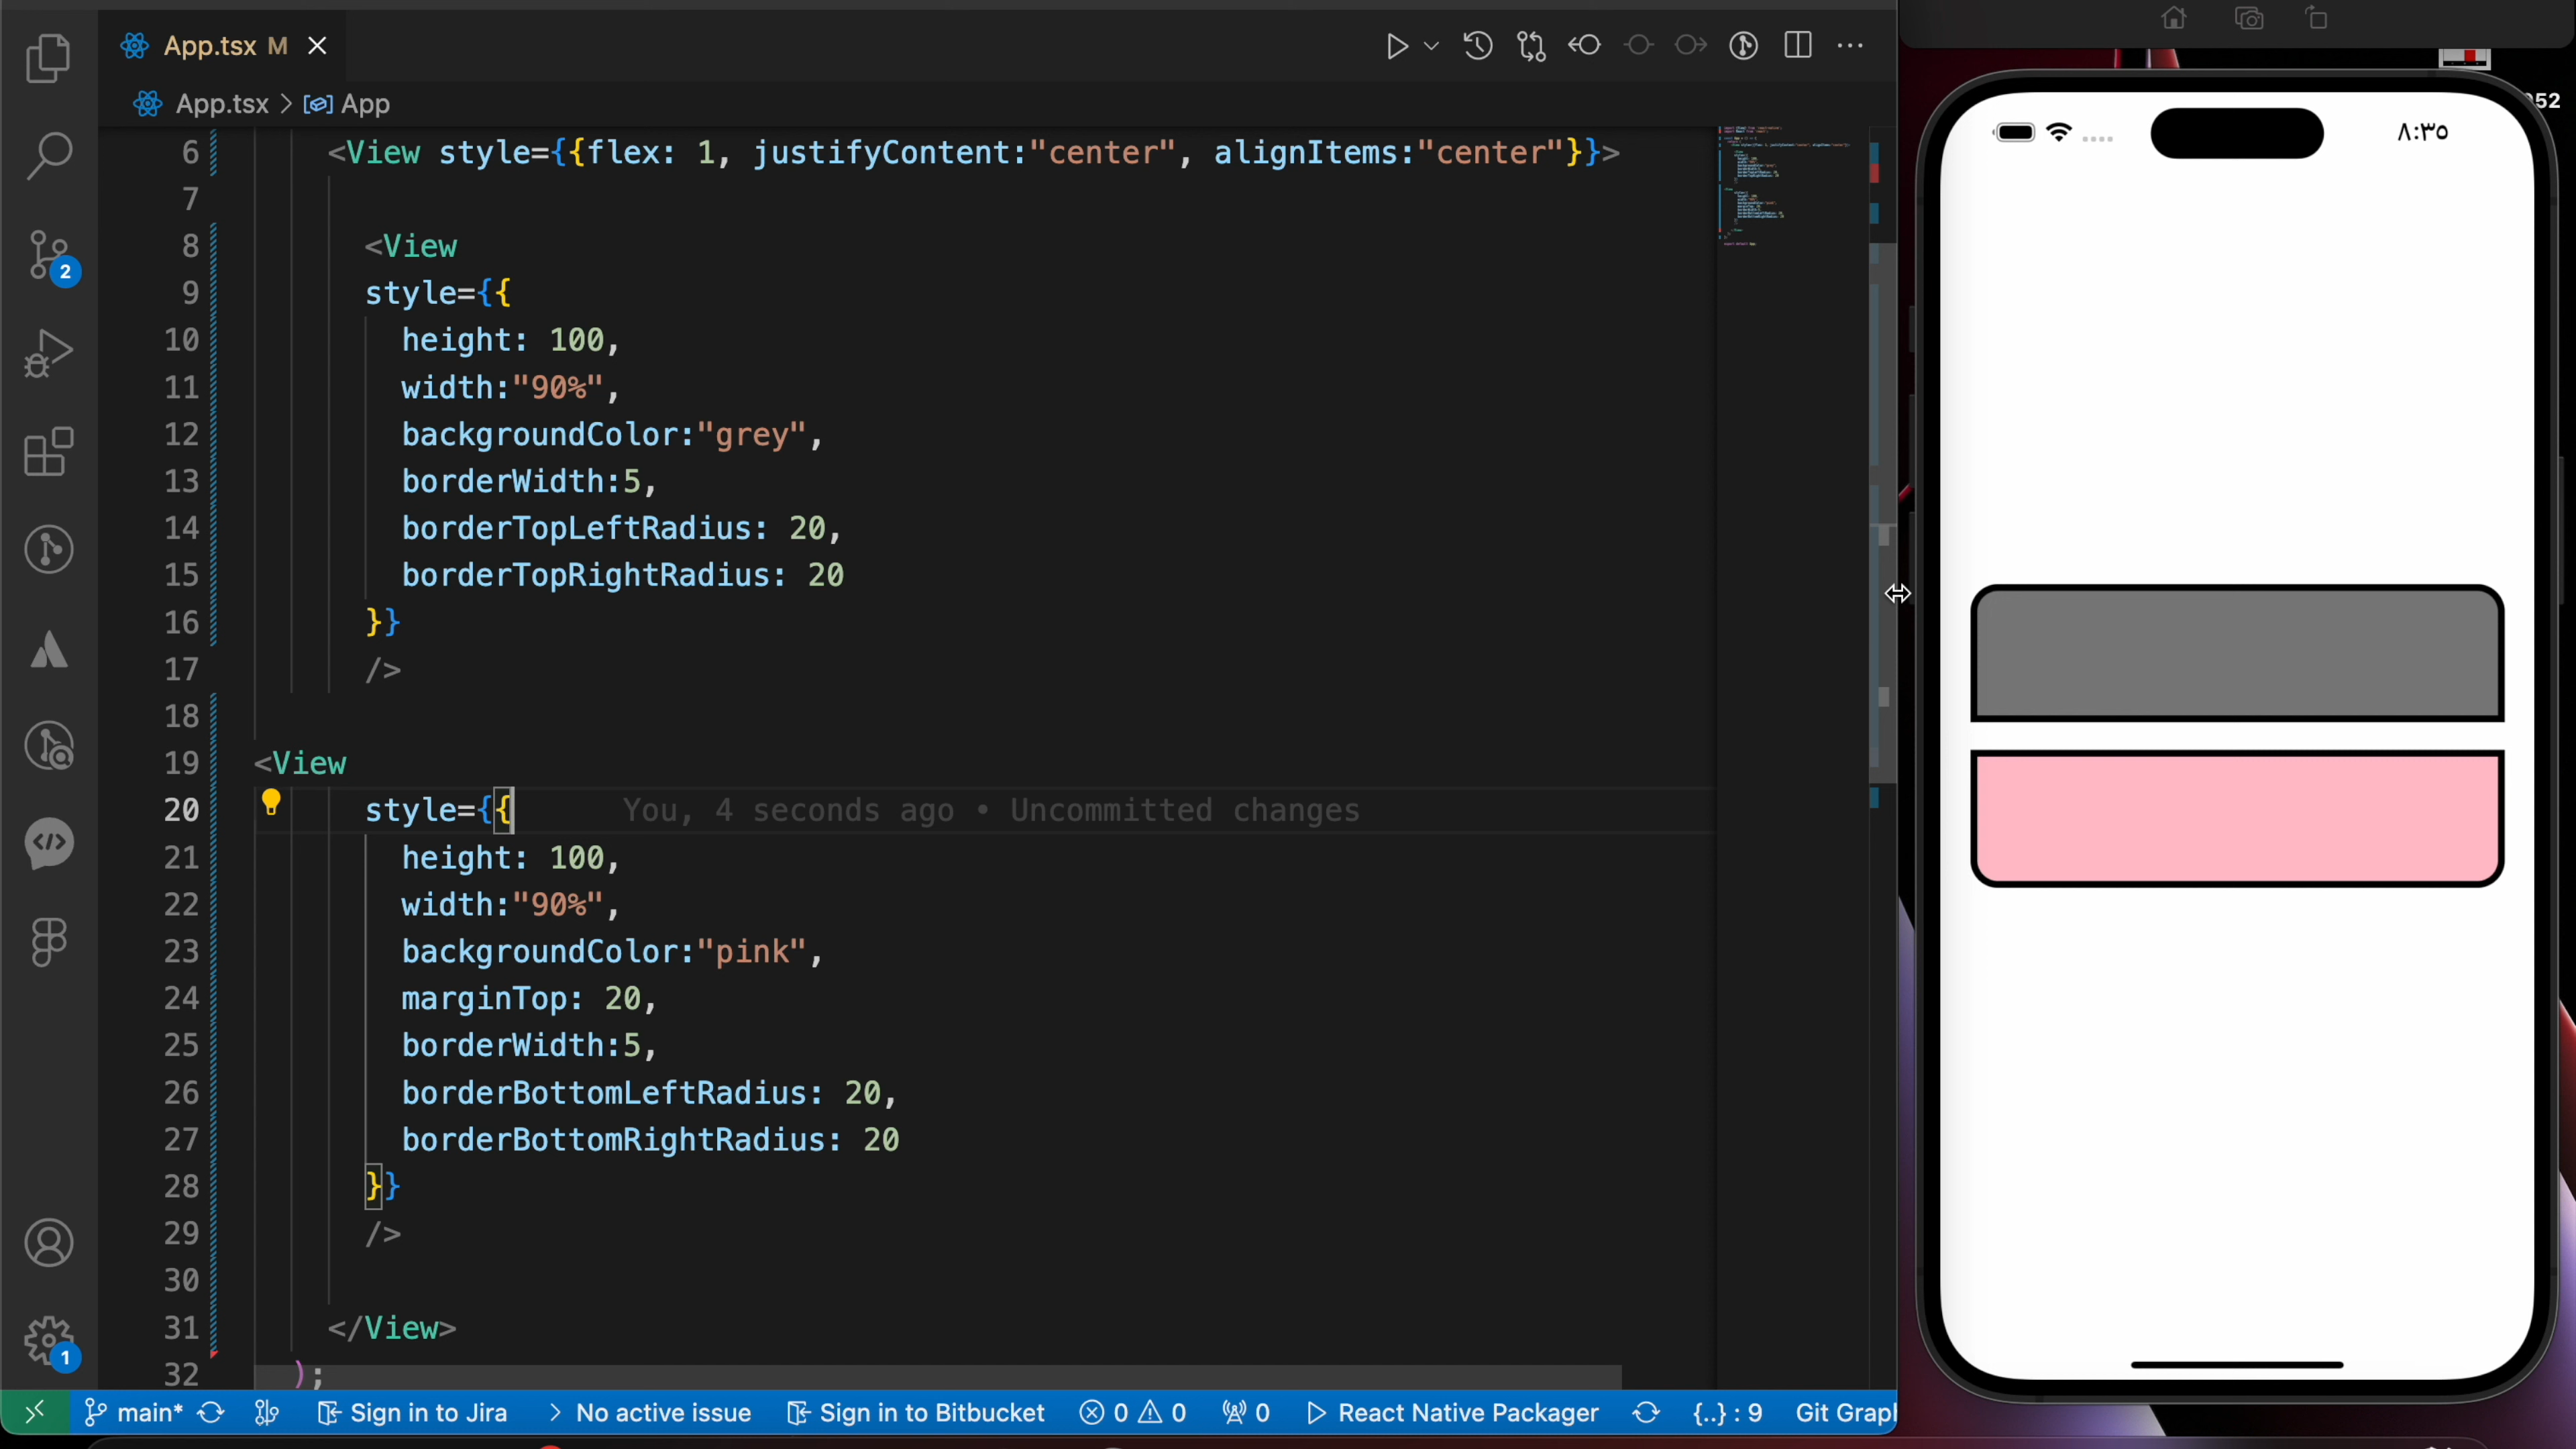 App.tsx M
App.tsx > App
6 <View style={{flex: 1, justifyContent:"center", alignItems:"center"}}>
7
8 <View
9 style={{
10 height: 100,
11 width:"90%",
12 backgroundColor:"grey",
13 borderWidth:5,
14 borderTopLeftRadius: 20,
15 borderTopRightRadius: 20
16 }}
17 />
18
19 <View
20 style={{ You, 4 seconds ago • Uncommitted changes
21 height: 100,
22 width:"90%",
23 backgroundColor:"pink",
24 marginTop: 20,
25 borderWidth:5,
26 borderBottomLeftRadius: 20,
27 borderBottomRightRadius: 20
28 }}
29 />
30
31 </View>
32 );
2
1
main* Sign in to Jira > No active issue Sign in to Bitbucket 0 0 0 React Native Packager {..} : 9 Git Graph
52
٨:٣٥